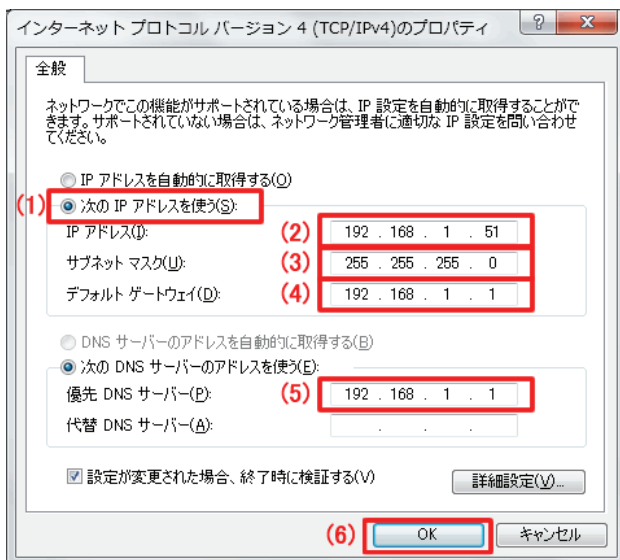 インターネット プロトコル バージョン 4 (TCP/IPv4)のプロパティ
全般
ネットワークでこの機能がサポートされている場合は、IP 設定を自動的に取得することがで
きます。サポートされていない場合は、ネットワーク管理者に適切な IP 設定を問い合わせ
てください。
IP アドレスを自動的に取得する(O)
(1) 次の IP アドレスを使う(S):
IP アドレス(I): (2) 192 . 168 . 1 . 51
サブネット マスク(U): (3) 255 . 255 . 255 . 0
デフォルト ゲートウェイ(D): (4) 192 . 168 . 1 . 1
DNS サーバーのアドレスを自動的に取得する(B)
次の DNS サーバーのアドレスを使う(E):
優先 DNS サーバー(P): (5) 192 . 168 . 1 . 1
代替 DNS サーバー(A): . . .
設定が変更された場合、終了時に検証する(V) 詳細設定(V)...
(6) OK キャンセル